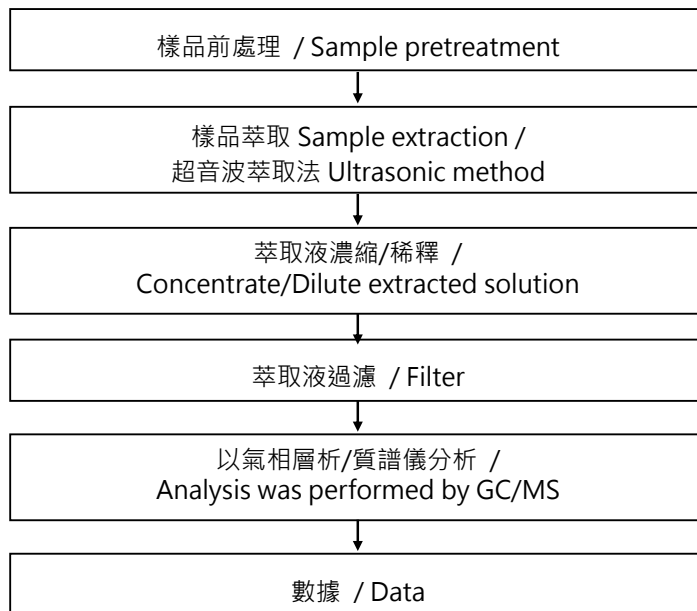 樣品前處理 / Sample pretreatment
樣品萃取 Sample extraction /
超音波萃取法 Ultrasonic method
萃取液濃縮/稀釋 /
Concentrate/Dilute extracted solution
萃取液過濾 / Filter
以氣相層析/質譜儀分析 /
Analysis was performed by GC/MS
數據 / Data